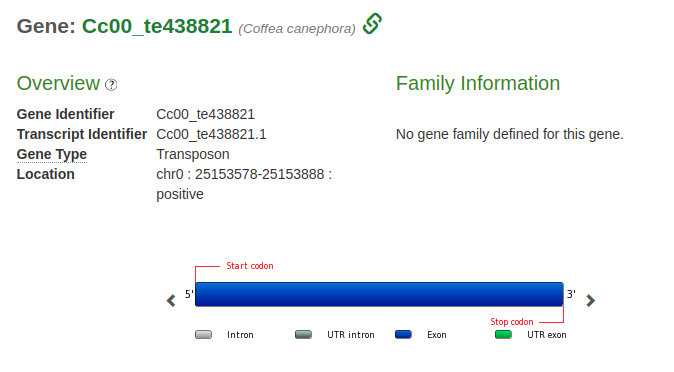 Gene: Cc00_te438821 (Coffea canephora)
Overview ?
Gene Identifier Cc00_te438821
Transcript Identifier Cc00_te438821.1
Gene Type Transposon
Location chr0 : 25153578-25153888 :
positive
Family Information
No gene family defined for this gene.
Start codon
5' 3'
Stop codon
Intron UTR intron Exon UTR exon